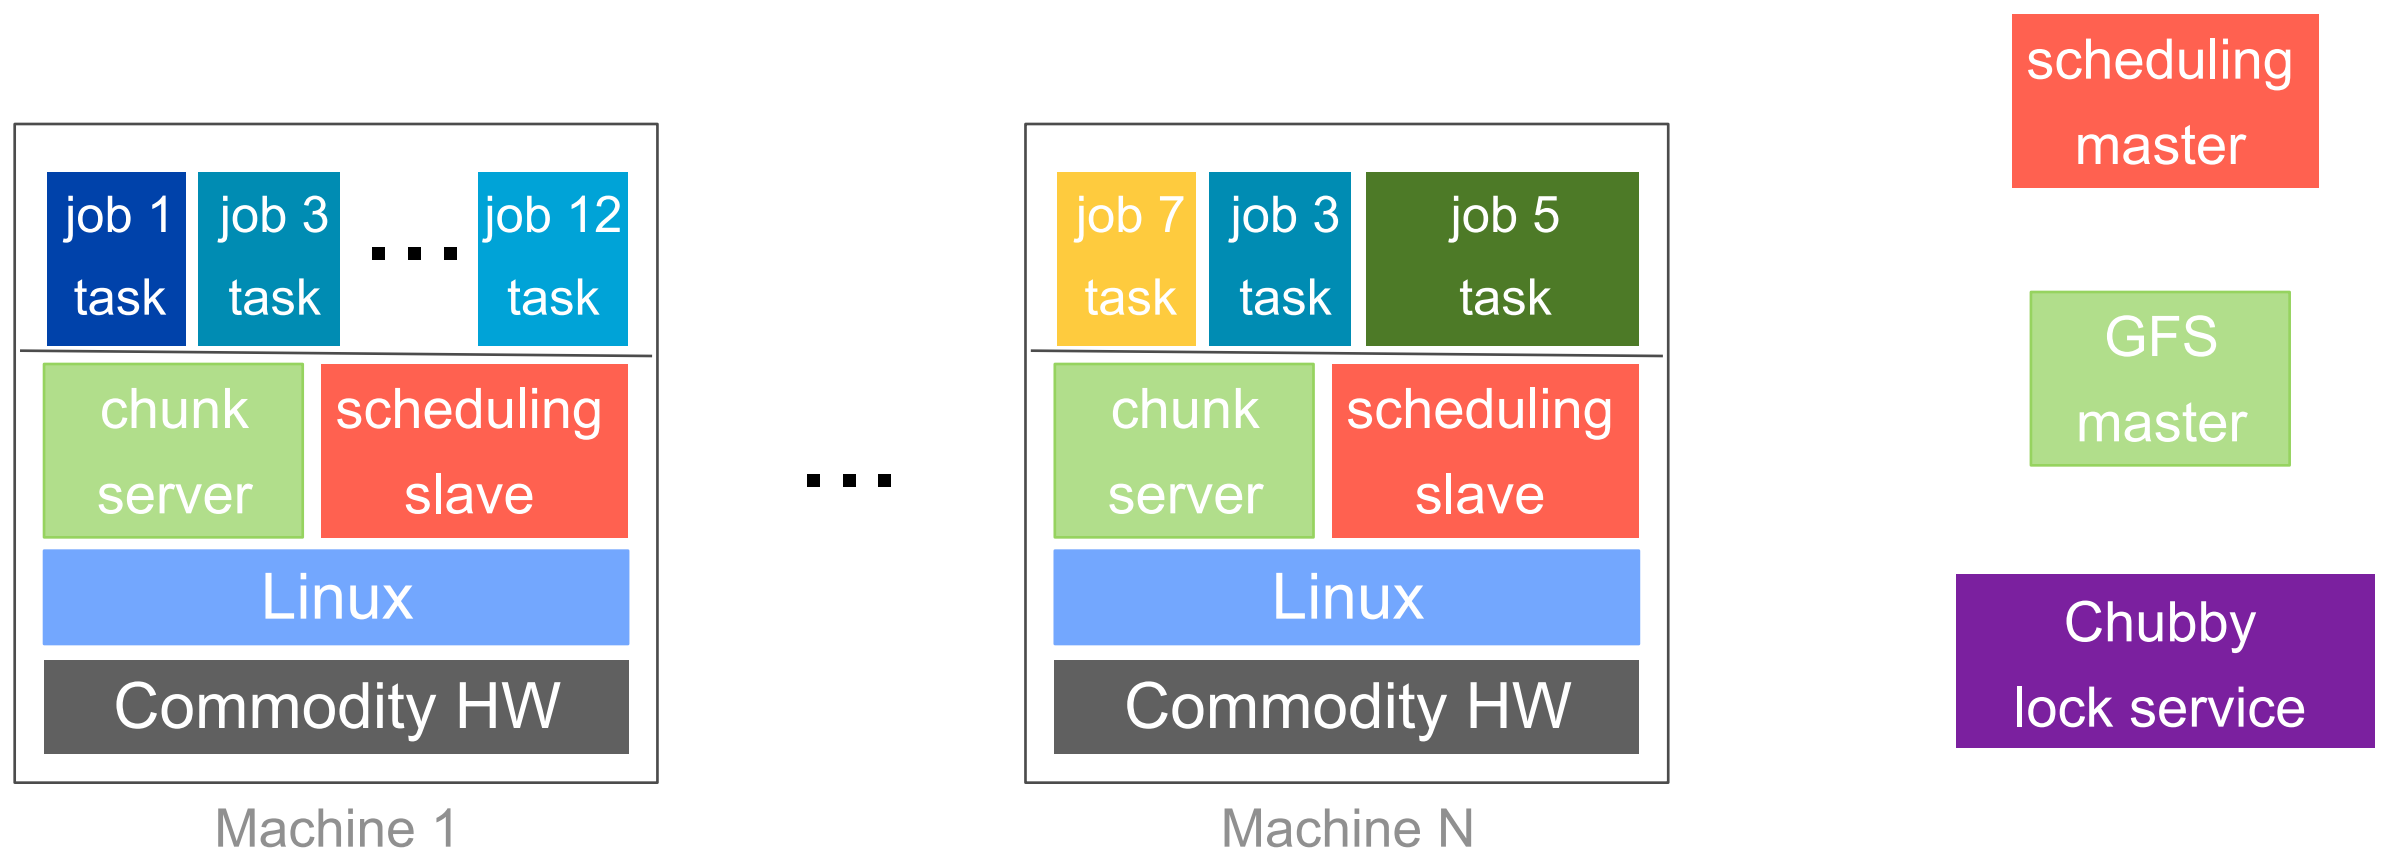 scheduling
master
job 1
task
job 3
task
job 12
task
job 7
task
job 3
task
job 5
task
chunk
server
scheduling
slave
chunk
server
scheduling
slave
GFS
master
Linux
Linux
Commodity HW
Commodity HW
Chubby
lock service
Machine 1
Machine N